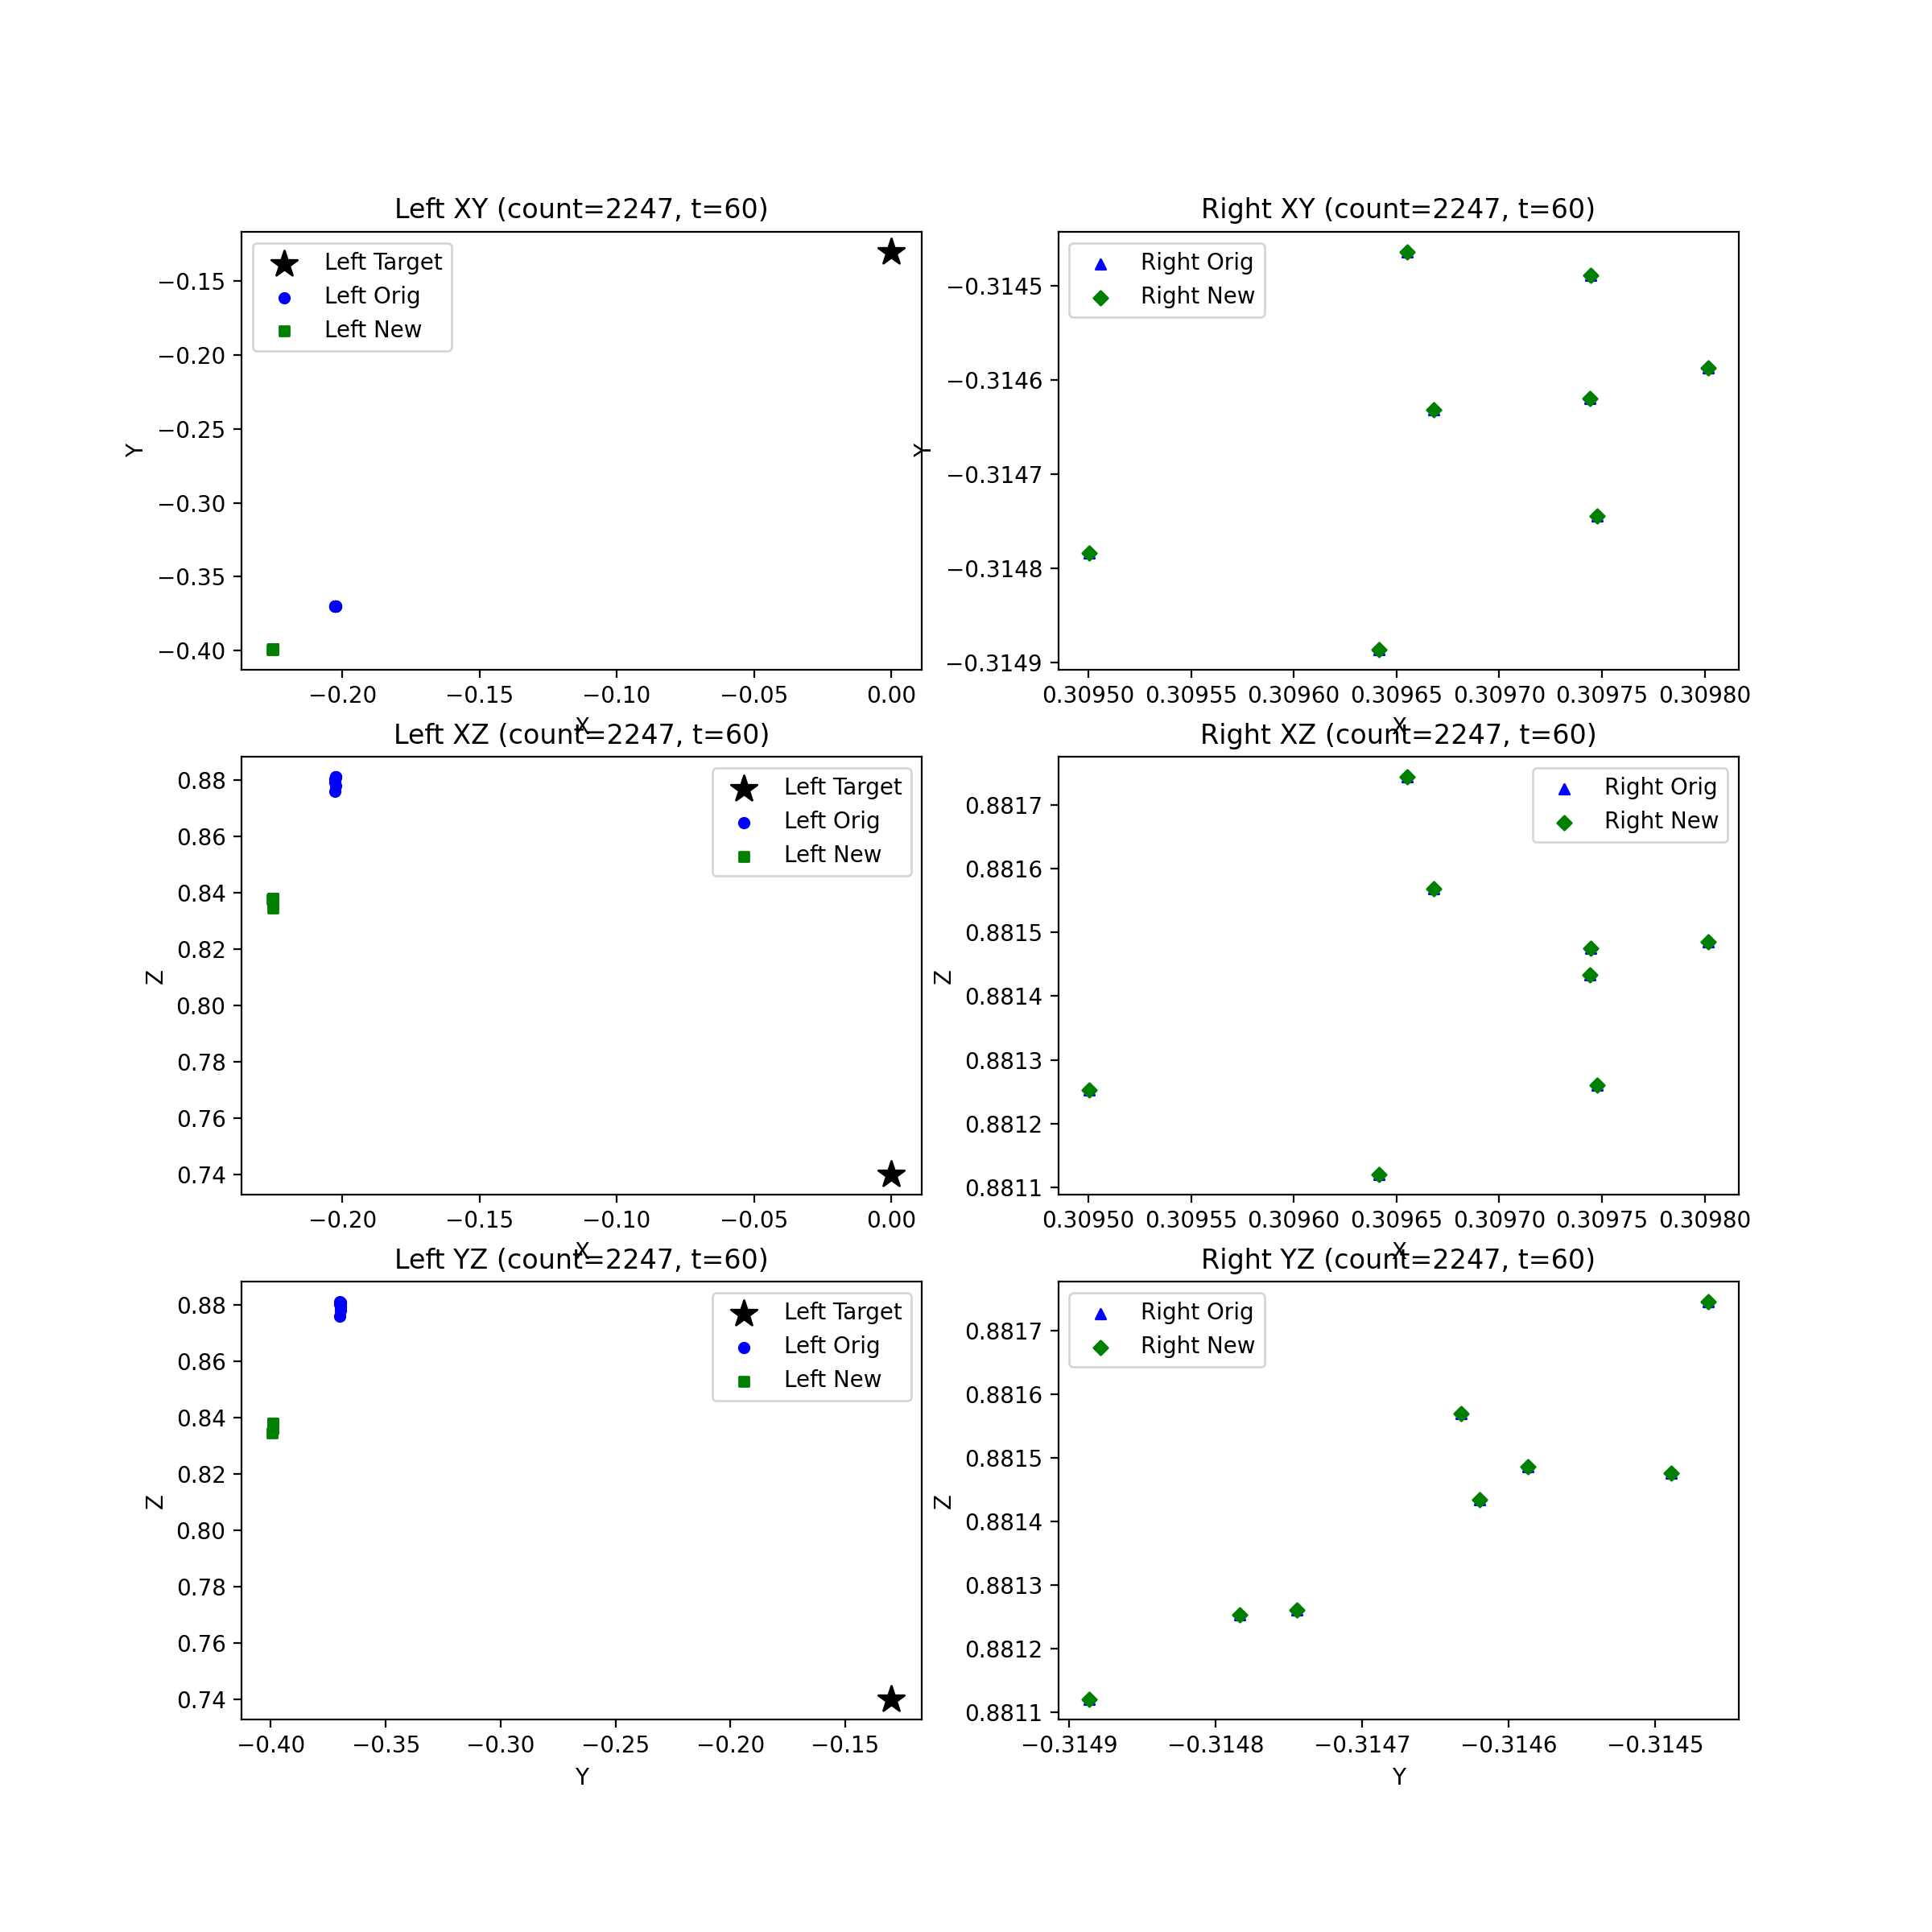 Left XY (count=2247, t=60)
Left Target
Left Orig
Left New
−0.15
−0.20
−0.25
−0.30
−0.35
−0.40
Y
−0.20 −0.15 −0.10 −0.05 0.00
X
Right XY (count=2247, t=60)
Right Orig
Right New
−0.3145
−0.3146
−0.3147
−0.3148
−0.3149
Y
0.30950 0.30955 0.30960 0.30965 0.30970 0.30975 0.30980
X
Left XZ (count=2247, t=60)
Left Target
Left Orig
Left New
0.88
0.86
0.84
0.82
0.80
0.78
0.76
0.74
Z
−0.20 −0.15 −0.10 −0.05 0.00
X
Right XZ (count=2247, t=60)
Right Orig
Right New
0.8817
0.8816
0.8815
0.8814
0.8813
0.8812
0.8811
Z
0.30950 0.30955 0.30960 0.30965 0.30970 0.30975 0.30980
X
Left YZ (count=2247, t=60)
Left Target
Left Orig
Left New
0.88
0.86
0.84
0.82
0.80
0.78
0.76
0.74
Z
−0.40 −0.35 −0.30 −0.25 −0.20 −0.15
Y
Right YZ (count=2247, t=60)
Right Orig
Right New
0.8817
0.8816
0.8815
0.8814
0.8813
0.8812
0.8811
Z
−0.3149 −0.3148 −0.3147 −0.3146 −0.3145
Y